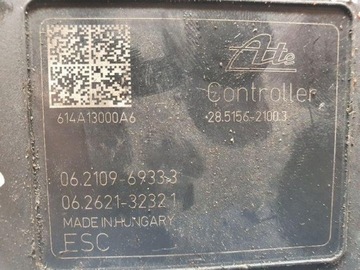 Ate
Controller
614A13000A6
28.5156-2100.3
06.2109-6933.3
06.2621-3232.1
MADE IN HUNGARY
ESC